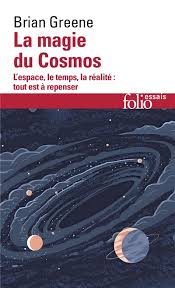 Brian Greene
La magie
du Cosmos
L'espace, le temps, la réalité :
tout est à repenser
essais
folio